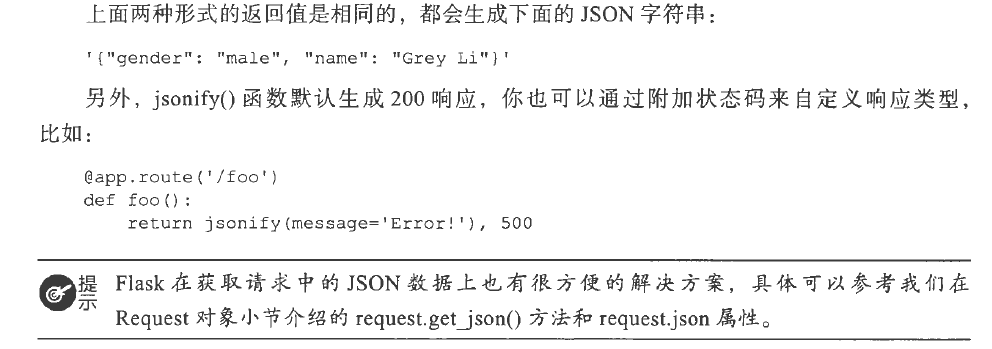 上面两种形式的返回值是相同的，都会生成下面的 JSON 字符串：
'{"gender": "male", "name": "Grey Li"}'
另外，jsonify() 函数默认生成 200 响应，你也可以通过附加状态码来自定义响应类型，
比如：
@app.route('/foo')
def foo():
    return jsonify(message='Error!'), 500
提示 Flask 在获取请求中的 JSON 数据上也有很方便的解决方案，具体可以参考我们在
Request 对象小节介绍的 request.get_json() 方法和 request.json 属性。